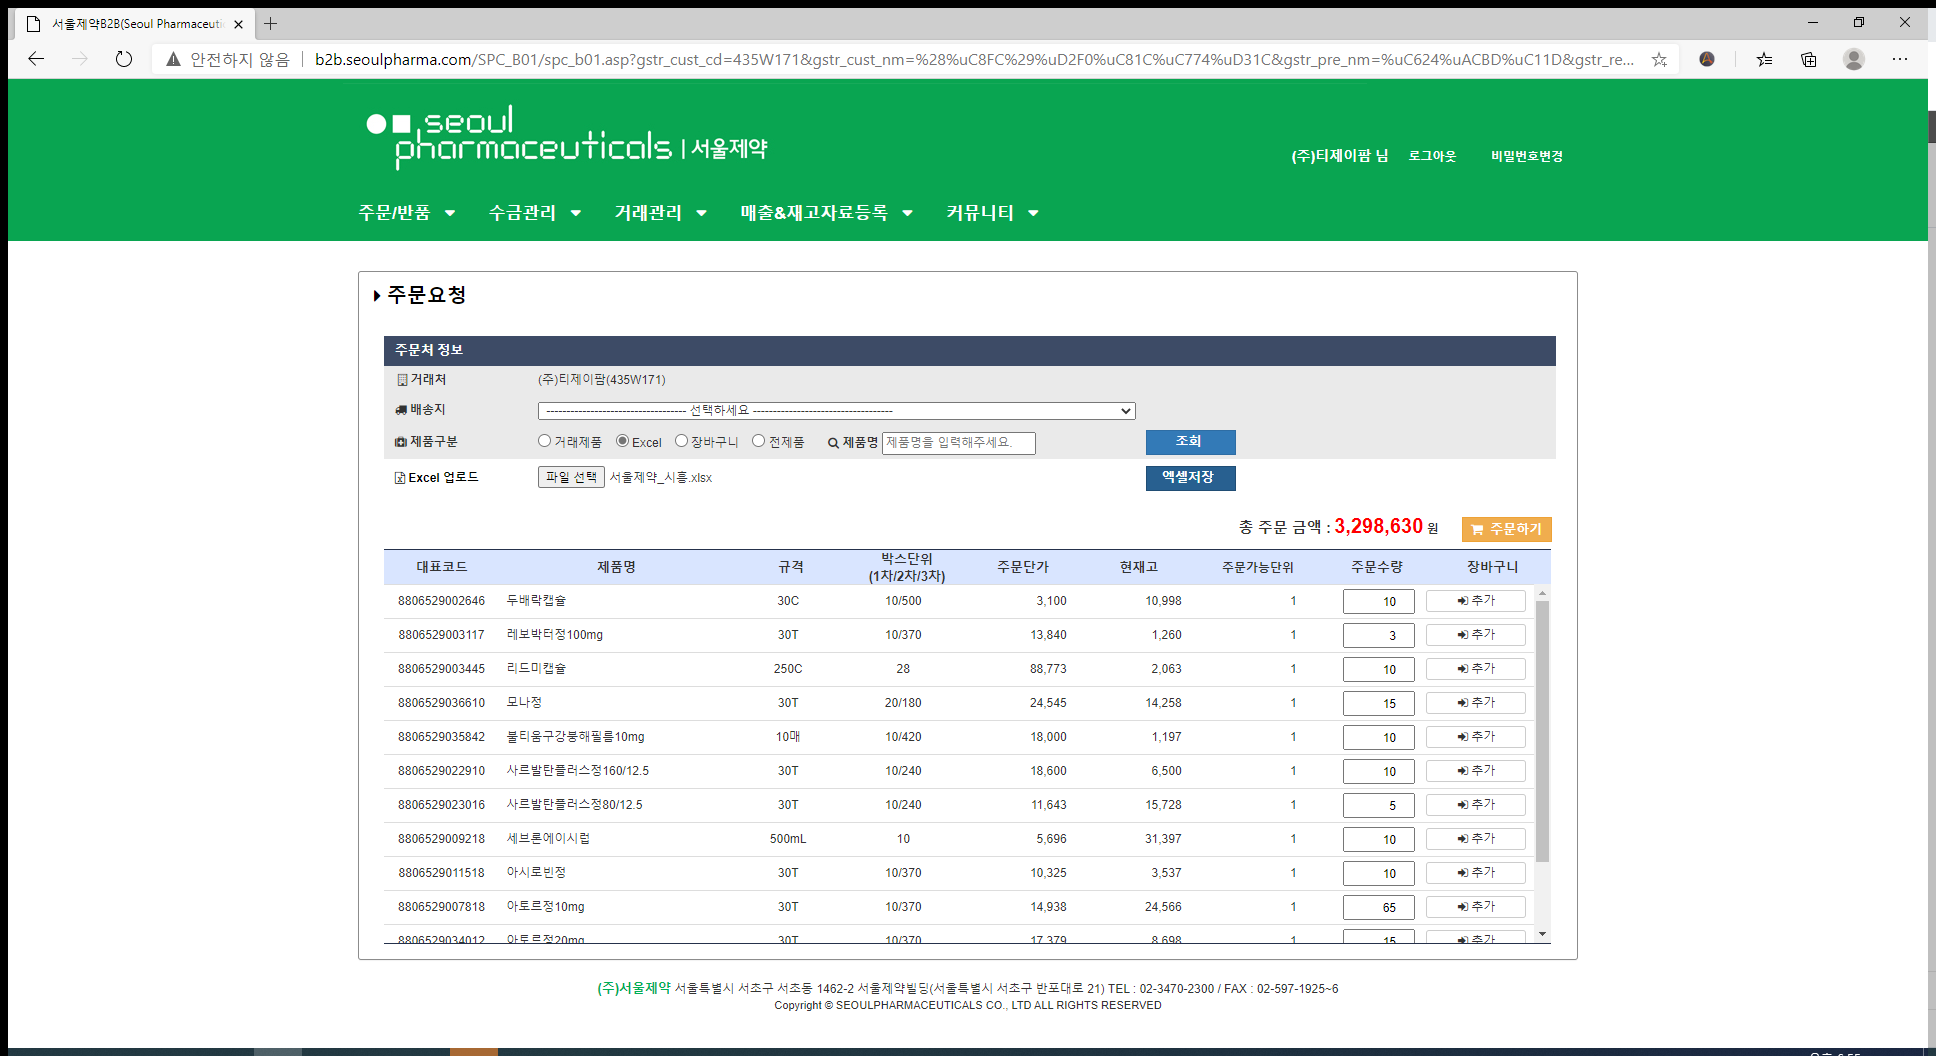 서울제약B2B(Seoul Pharmaceuti
안전하지 않음 b2b.seoulpharma.com/SPC_B01/spc_b01.asp?gstr_cust_cd=435W171&gstr_cust_nm=%28%uC8FC%29%uD2F0%uC81C%uC774%uD31C&gstr_pre_nm=%uC624%uACBD%uC11D&gstr_re...
seoul
pharmaceuticals | 서울제약
(주)티제이팜 님 로그아웃 비밀번호변경
주문/반품 수금관리 거래관리 매출&재고자료등록 커뮤니티
주문요청
주문처 정보
거래처 (주)티제이팜(435W171)
배송지 ----------------------------------- 선택하세요 -----------------------------------
제품구분 거래제품 Excel 장바구니 전제품 제품명 제품명을 입력해주세요. 조회
Excel 업로드 파일 선택 서울제약_시흥.xlsx 엑셀저장
총 주문 금액 : 3,298,630 원 주문하기
대표코드 제품명 규격 박스단위 (1차/2차/3차) 주문단가 현재고 주문가능단위 주문수량 장바구니
8806529002646 두배락캡슐 30C 10/500 3,100 10,998 1 10 추가
8806529003117 레보박터정100mg 30T 10/370 13,840 1,260 1 3 추가
8806529003445 리드미캡슐 250C 28 88,773 2,063 1 10 추가
8806529036610 모나정 30T 20/180 24,545 14,258 1 15 추가
8806529035842 불티움구강붕해필름10mg 10매 10/420 18,000 1,197 1 10 추가
8806529022910 사르발탄플러스정160/12.5 30T 10/240 18,600 6,500 1 10 추가
8806529023016 사르발탄플러스정80/12.5 30T 10/240 11,643 15,728 1 5 추가
8806529009218 세브론에이시럽 500mL 10 5,696 31,397 1 10 추가
8806529011518 아시로빈정 30T 10/370 10,325 3,537 1 10 추가
8806529007818 아토르정10mg 30T 10/370 14,938 24,566 1 65 추가
8806529034012 아토르정20mg 30T 10/370 17,379 8,698 1 15 추가
(주)서울제약 서울특별시 서초구 서초동 1462-2 서울제약빌딩(서울특별시 서초구 반포대로 21) TEL : 02-3470-2300 / FAX : 02-597-1925~6
Copyright © SEOULPHARMACEUTICALS CO., LTD ALL RIGHTS RESERVED